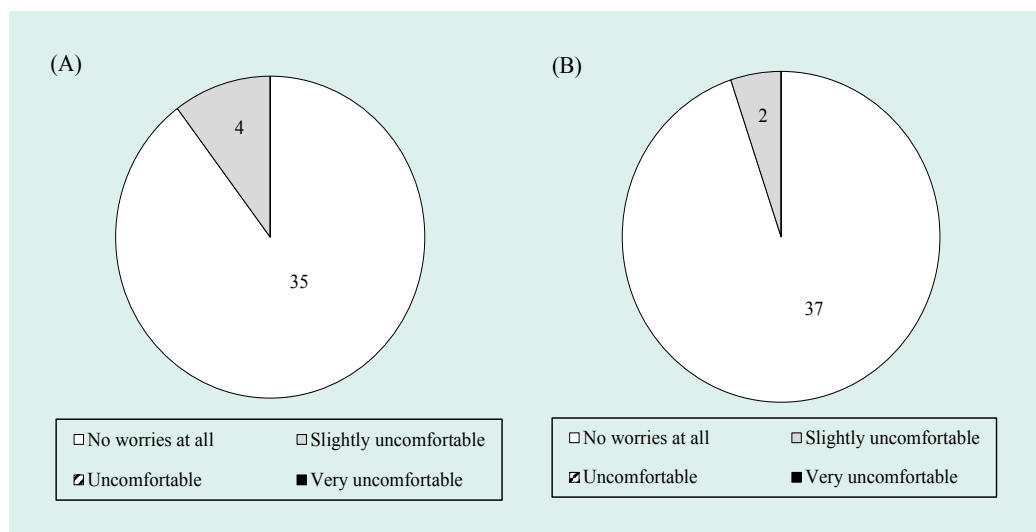 (A)
4
35
No worries at all
Slightly uncomfortable
Uncomfortable
Very uncomfortable
(B)
2
37
No worries at all
Slightly uncomfortable
Uncomfortable
Very uncomfortable